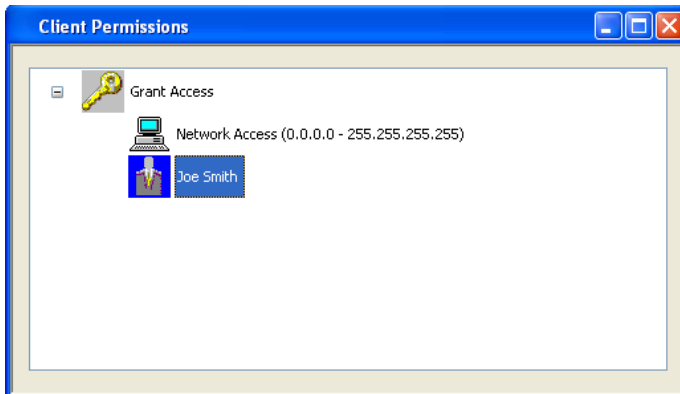 Client Permissions
Grant Access
Network Access (0.0.0.0 - 255.255.255.255)
Joe Smith